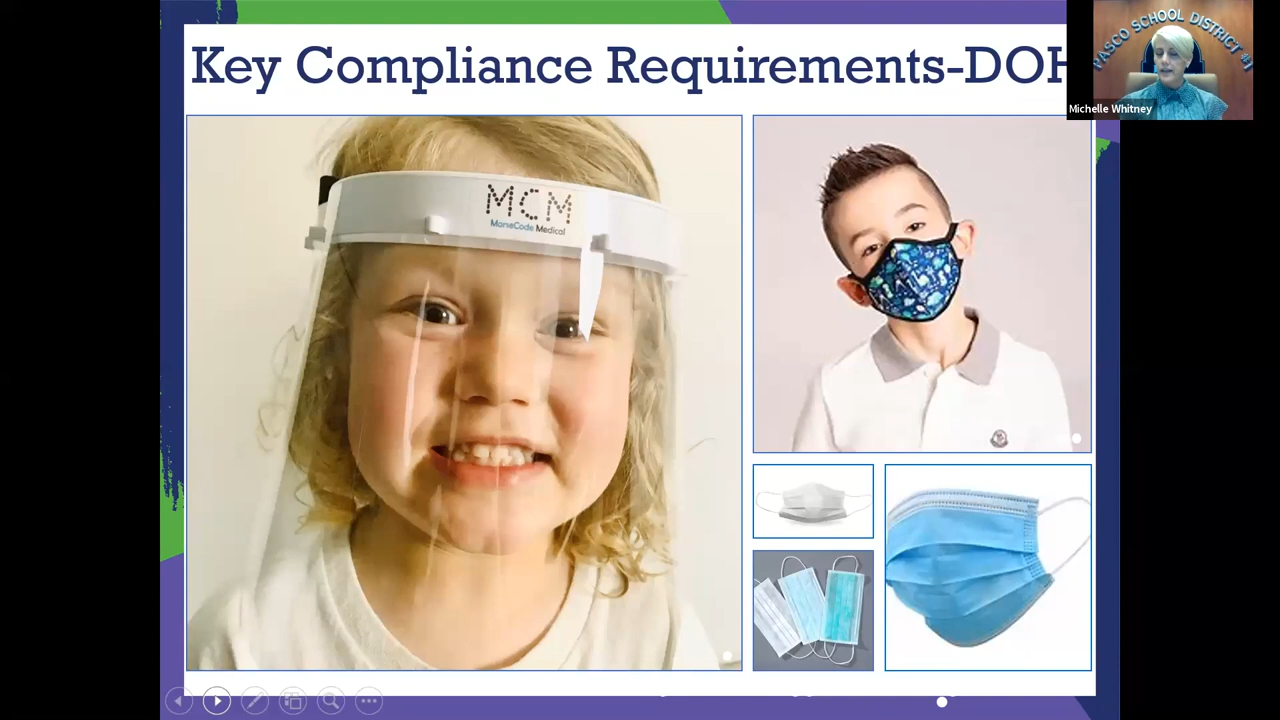 Key Compliance Requirements-DOH
PASCO SCHOOL DISTRICT #1
Michelle Whitney
MCM
MorseCode Medical